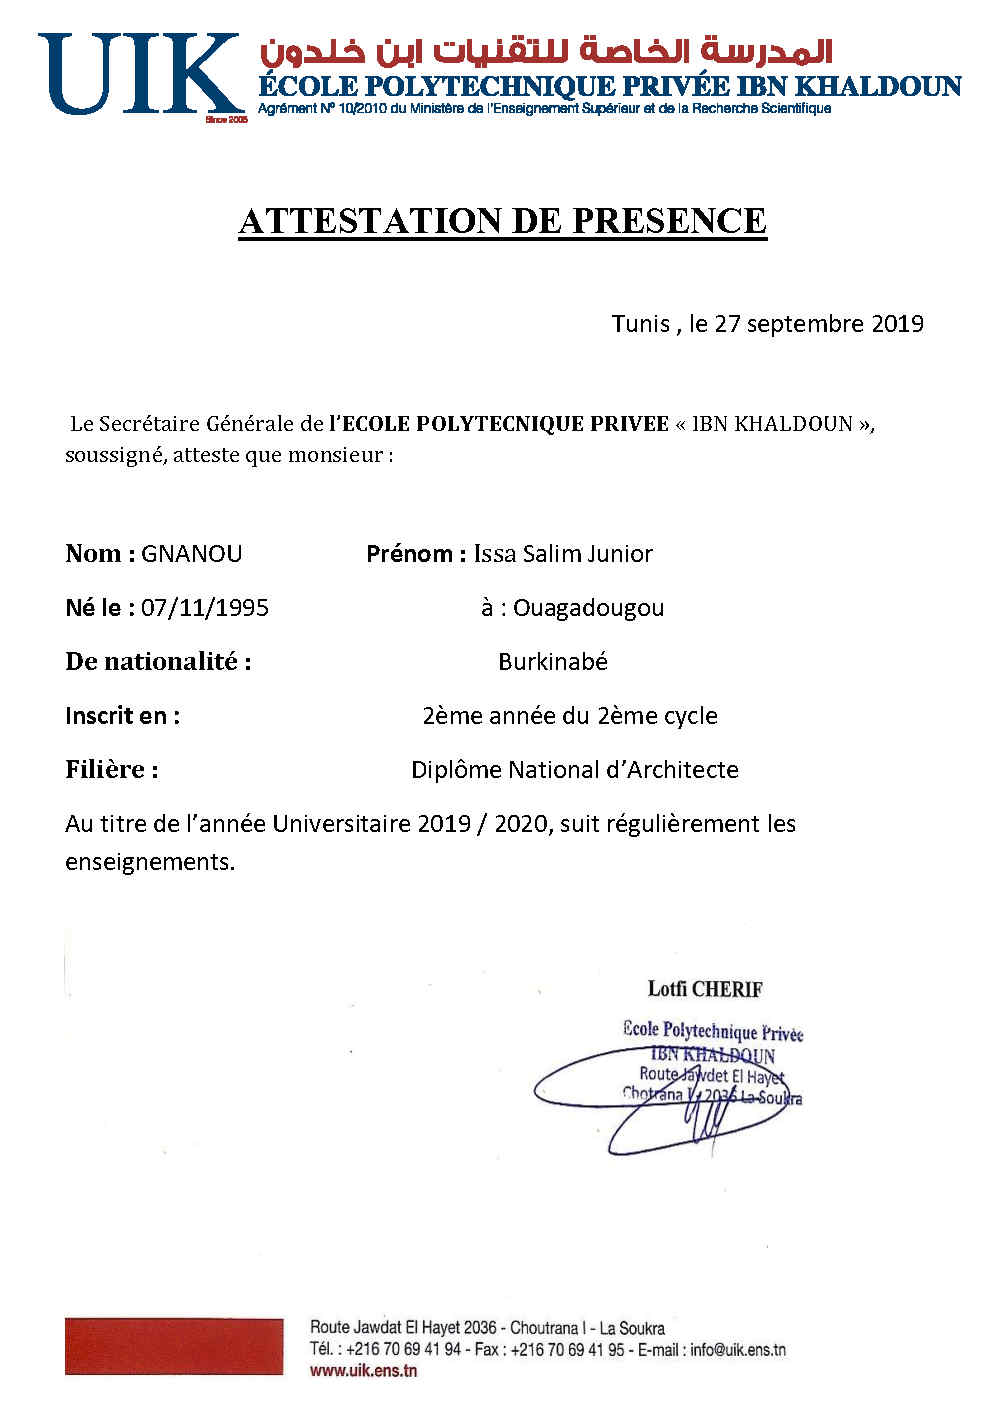 UIK
Since 2005
المدرسة الخاصة للتقنيات ابن خلدون
ÉCOLE POLYTECHNIQUE PRIVÉE IBN KHALDOUN
Agrément N° 10/2010 du Ministère de l'Enseignement Supérieur et de la Recherche Scientifique
ATTESTATION DE PRESENCE
Tunis , le 27 septembre 2019
Le Secrétaire Générale de l'ECOLE POLYTECNIQUE PRIVEE « IBN KHALDOUN »,
soussigné, atteste que monsieur :
Nom : GNANOU Prénom : Issa Salim Junior
Né le : 07/11/1995 à : Ouagadougou
De nationalité : Burkinabé
Inscrit en : 2ème année du 2ème cycle
Filière : Diplôme National d'Architecte
Au titre de l'année Universitaire 2019 / 2020, suit régulièrement les
enseignements.
Lotfi CHERIF
Ecole Polytechnique Privée
IBN KHALDOUN
Route Jawdet El Hayet
Chotrana I - 2036 La Soukra
Route Jawdat El Hayet 2036 - Choutrana I - La Soukra
Tél. : +216 70 69 41 94 - Fax : +216 70 69 41 95 - E-mail : info@uik.ens.tn
www.uik.ens.tn